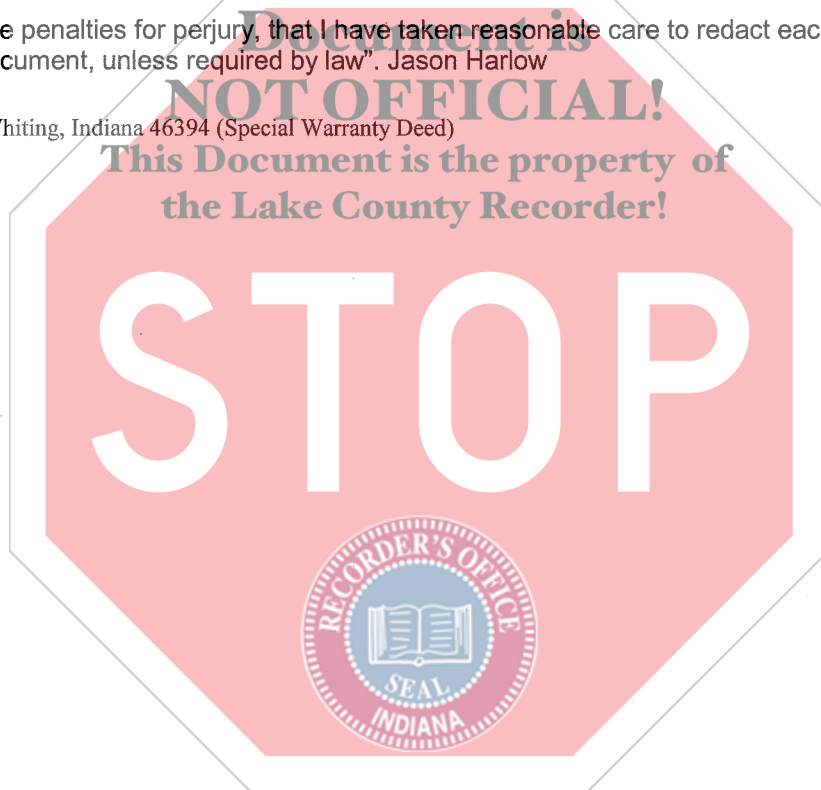 Document is
e penalties for perjury, that I have taken reasonable care to redact eac
cument, unless required by law”. Jason Harlow
NOT OFFICIAL!
hiting, Indiana 46394 (Special Warranty Deed)
This Document is the property of
the Lake County Recorder!
STOP
RECORDER'S OFFICE
SEAL
INDIANA